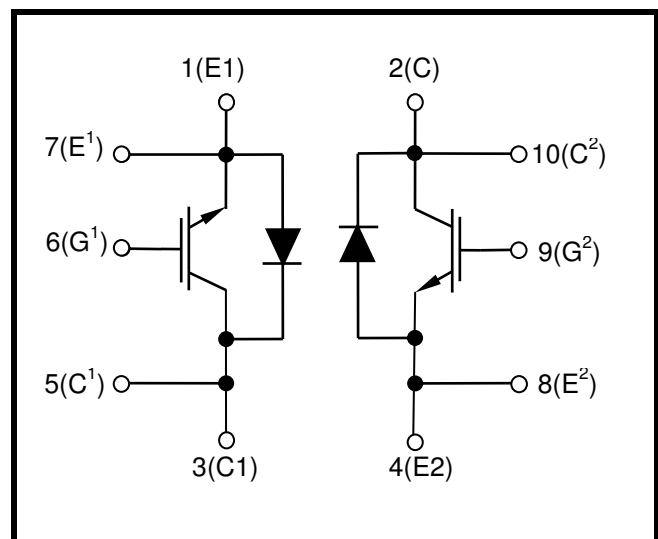 1(E1)
2(C)
7(E¹)
10(C²)
6(G¹)
9(G²)
5(C¹)
8(E²)
3(C1)
4(E2)